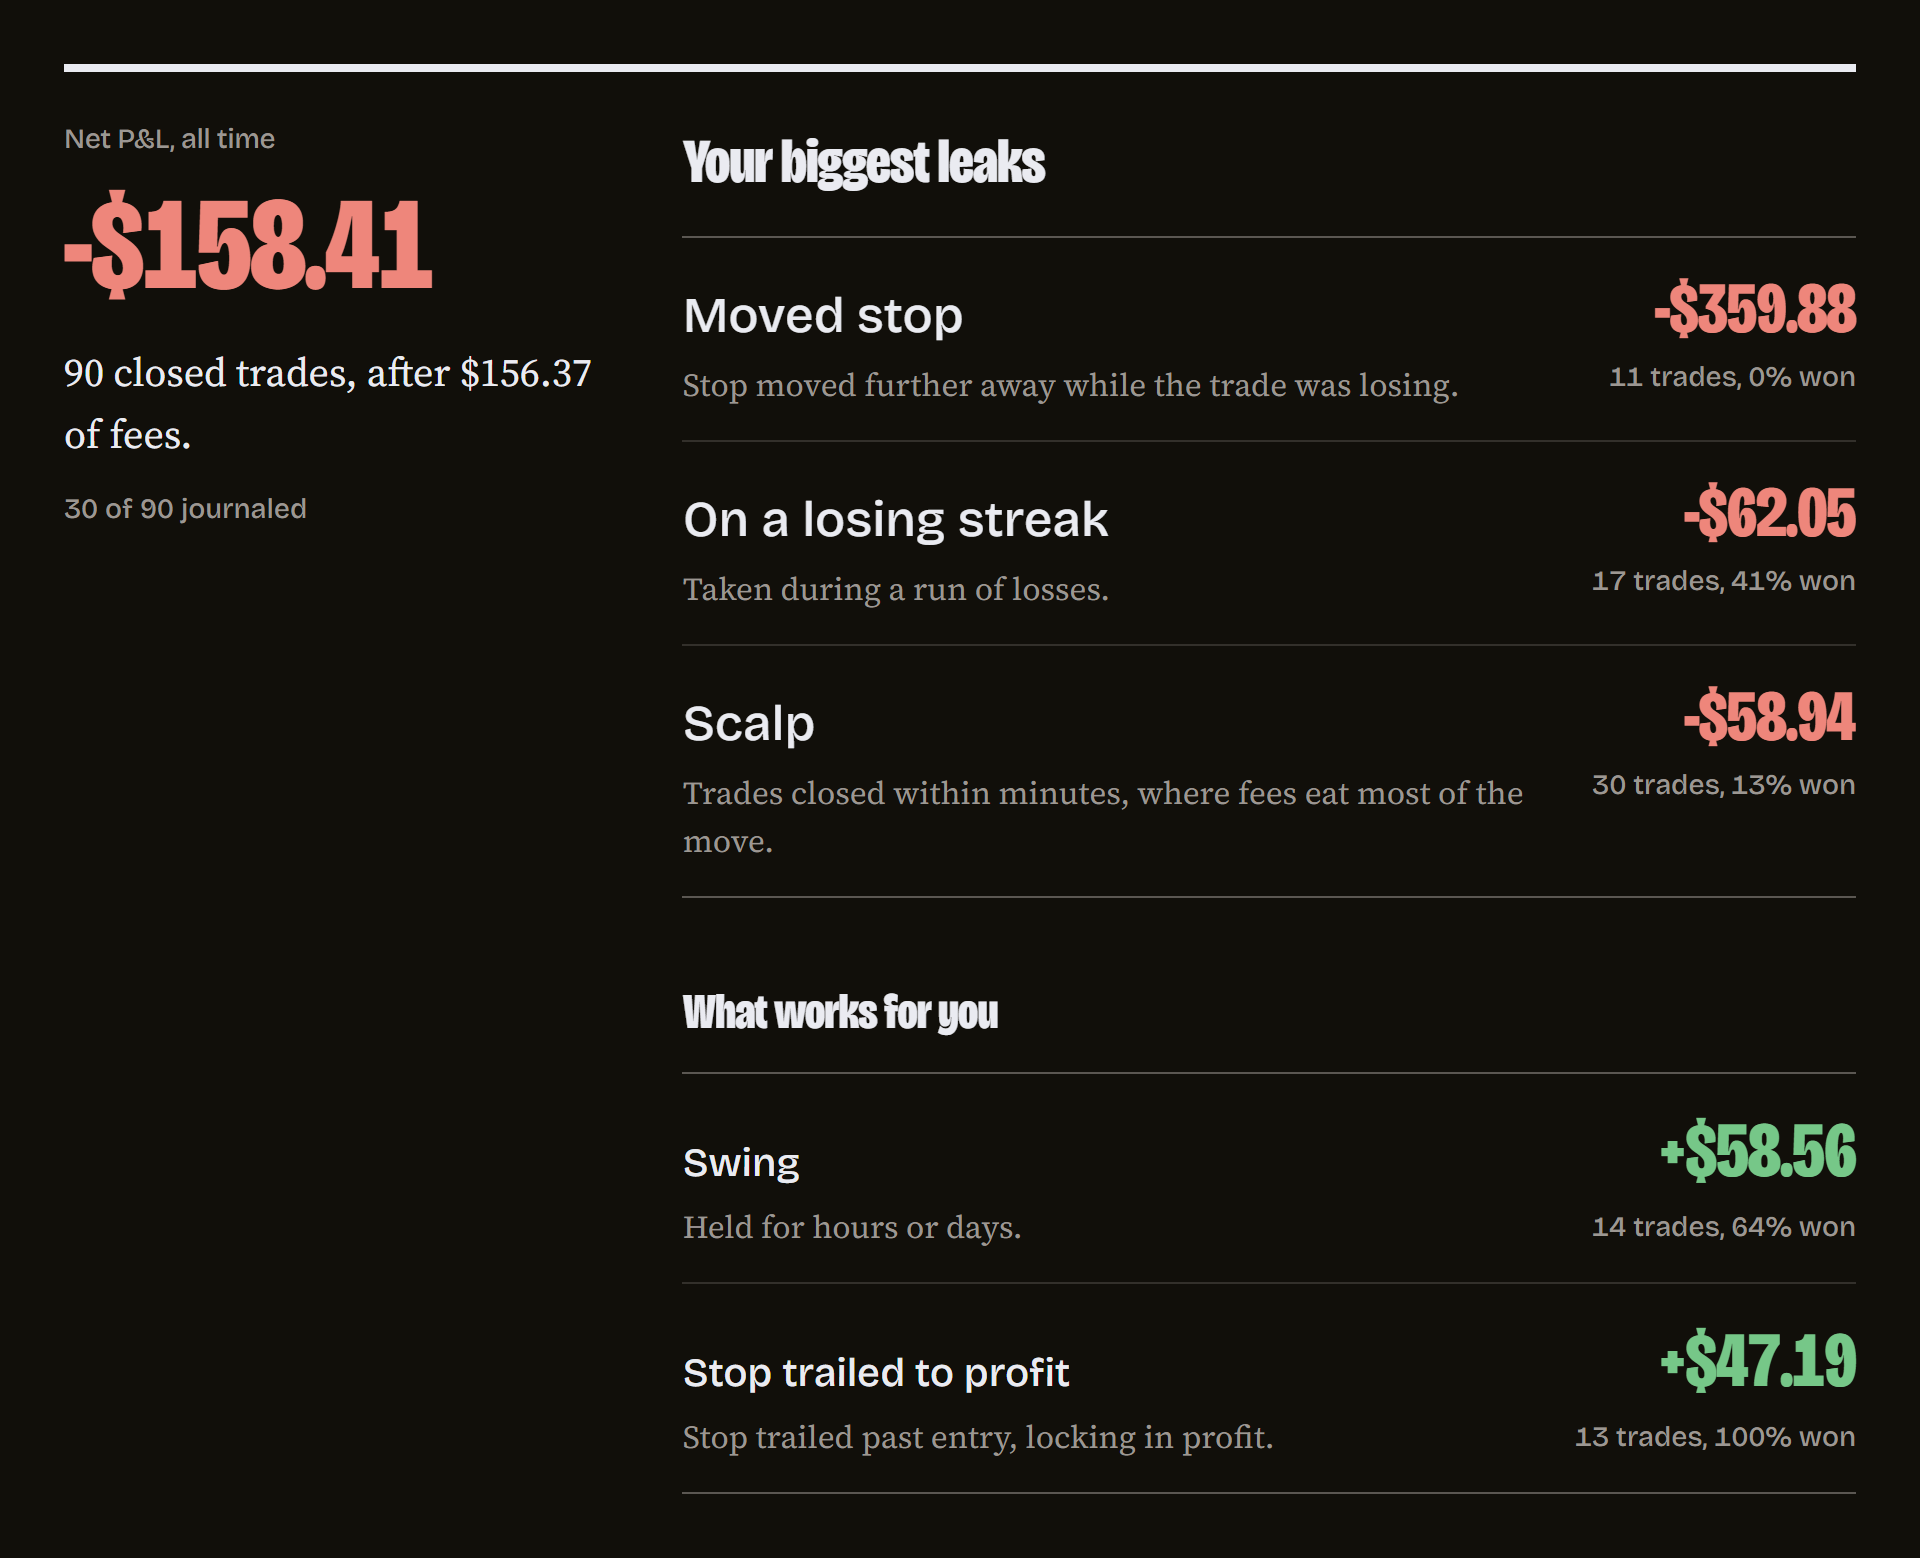 Net P&L, all time
-$158.41
90 closed trades, after $156.37
of fees.
30 of 90 journaled
Your biggest leaks
Moved stop
-$359.88
Stop moved further away while the trade was losing.
11 trades, 0% won
On a losing streak
-$62.05
Taken during a run of losses.
17 trades, 41% won
Scalp
-$58.94
Trades closed within minutes, where fees eat most of the
move.
30 trades, 13% won
What works for you
Swing
+$58.56
Held for hours or days.
14 trades, 64% won
Stop trailed to profit
+$47.19
Stop trailed past entry, locking in profit.
13 trades, 100% won